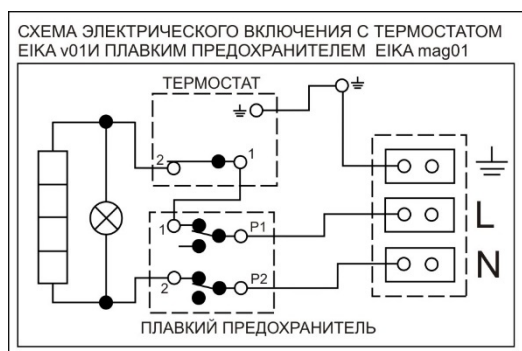 СХЕМА ЭЛЕКТРИЧЕСКОГО ВКЛЮЧЕНИЯ С ТЕРМОСТАТОМ
EIKA v01И ПЛАВКИМ ПРЕДОХРАНИТЕЛЕМ EIKA mag01
ТЕРМОСТАТ
2
1
1
P1
L
2
P2
N
ПЛАВКИЙ ПРЕДОХРАНИТЕЛЬ